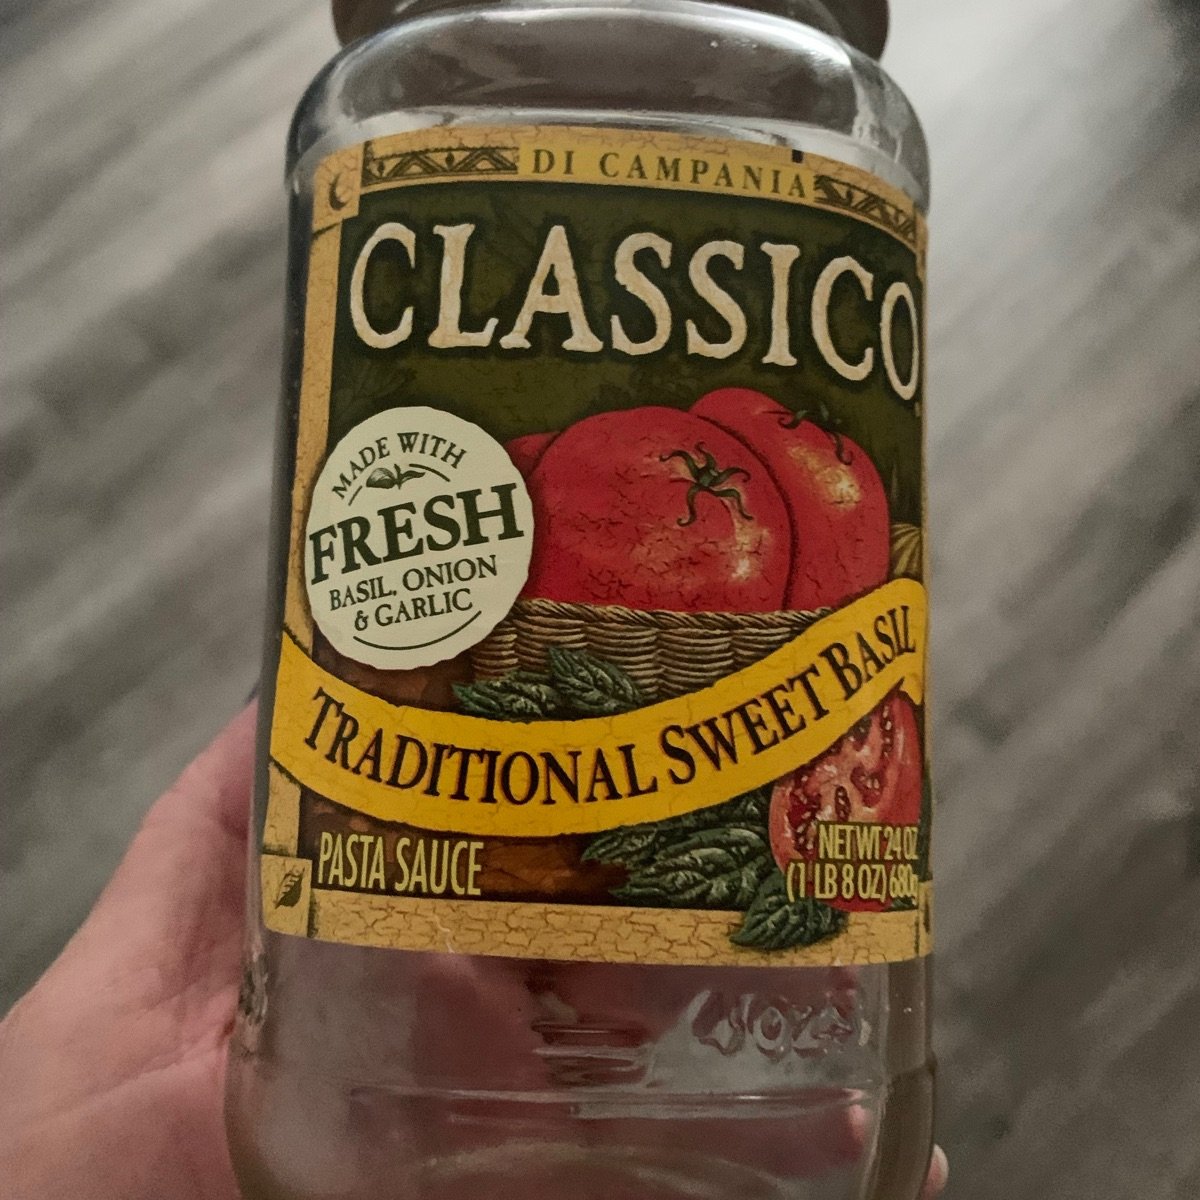 DI CAMPANIA
CLASSICO
MADE WITH
FRESH
BASIL, ONION
& GARLIC
TRADITIONAL SWEET BASIL
PASTA SAUCE
NET WT 24 OZ
(1 LB 8 OZ) 680g